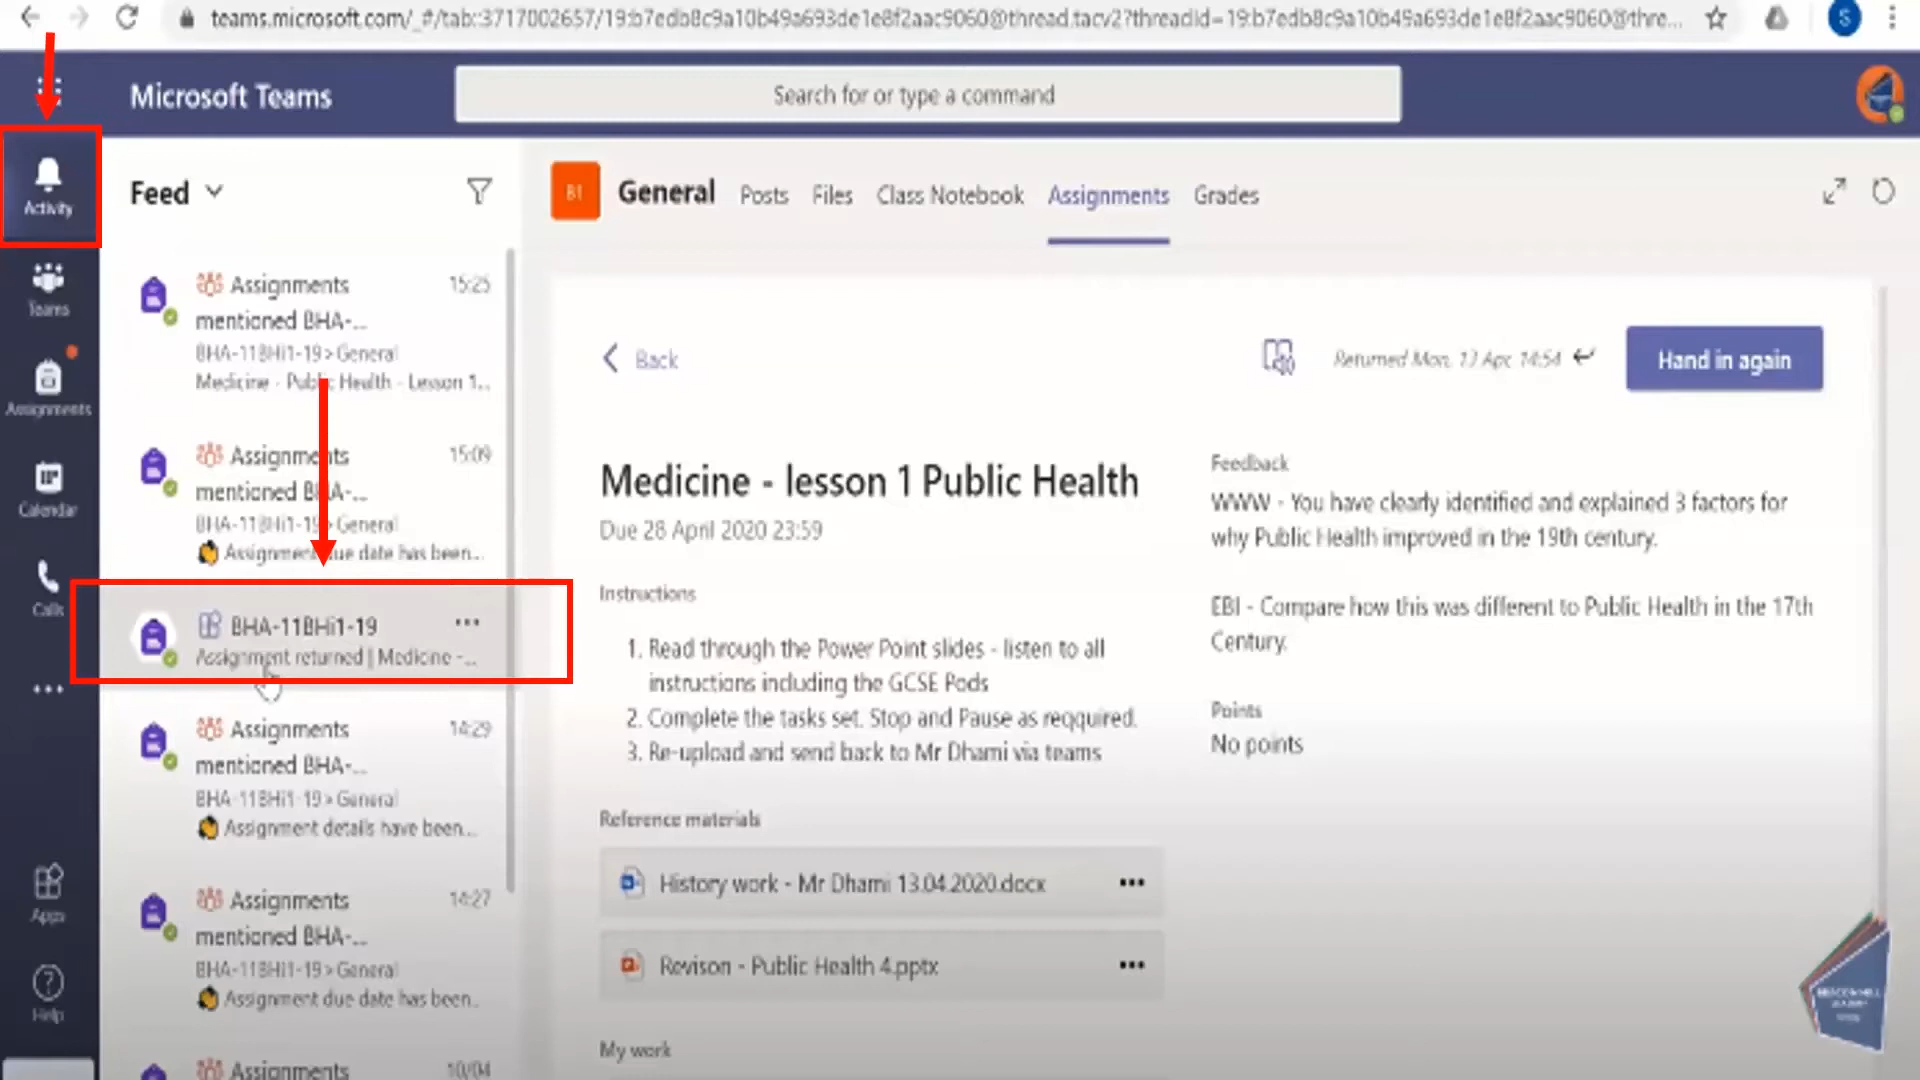 teams.microsoft.com/_#/tab::3717002657/19:b7edb8c9a10b49a693de1e8f2aac9060@thread.tacv2?threadId=19:b7edb8c9a10b49a693de1e8f2aac9060@thre...
S
Microsoft Teams
Search for or type a command
Activity
Teams
Assignments
Calendar
Calls
Apps
Help
Feed
Assignments 15:25
mentioned BHA-...
BHA-11BHi1-19 > General
Medicine - Public Health - Lesson 1...
Assignments 15:09
mentioned BHA-...
BHA-11BHi1-19 > General
Assignment due date has been...
BHA-11BHi1-19 ...
Assignment returned | Medicine -...
Assignments 14:29
mentioned BHA-...
BHA-11BHi1-19 > General
Assignment details have been...
Assignments 14:27
mentioned BHA-...
BHA-11BHi1-19 > General
Assignment due date has been..
Assignments 10/04
B1 General Posts Files Class Notebook Assignments Grades
Back
Returned Mon, 13 Apr, 14:54
Hand in again
Medicine - lesson 1 Public Health
Due 28 April 2020 23:59
Instructions
1. Read through the Power Point slides - listen to all
instructions including the GCSE Pods
2. Complete the tasks set. Stop and Pause as reqquired.
3. Re-upload and send back to Mr Dhami via teams
Reference materials
History work - Mr Dhami 13.04.2020.docx
Revison - Public Health 4.pptx
My work
Feedback
WWW - You have clearly identified and explained 3 factors for
why Public Health improved in the 19th century.
EBI - Compare how this was different to Public Health in the 17th
Century.
Points
No points
BEACON HILL
ACADEMY